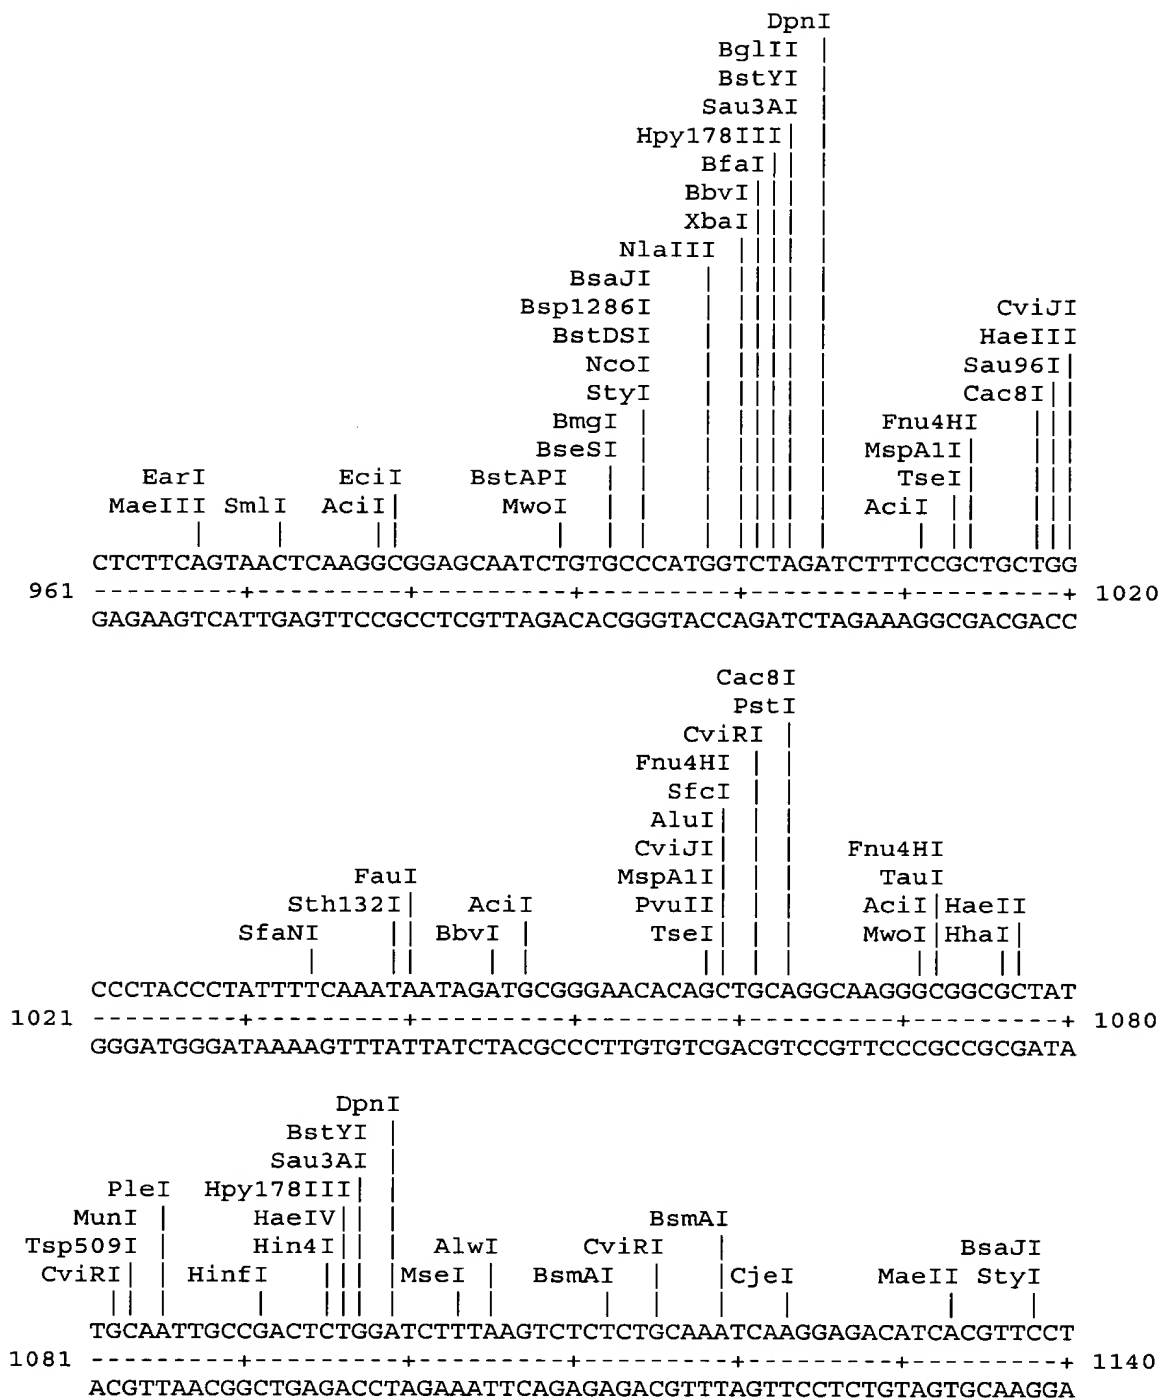 DpnI
BglII
BstYI
Sau3AI
Hpy178III
BfaI
BbvI
XbaI
NlaIII
BsaJI
Bsp1286I CviJI
BstDSI HaeIII
NcoI Sau96I
StyI Cac8I
BmgI Fnu4HI
BseSI MspA1I
EarI EciI BstAPI TseI
MaeIII SmlI AciI MwoI AciI
CTCTTCAGTAACTCAAGGCGGAGCAATCTGTGCCCATGGTCTAGATCTTTCCGCTGCTGG
961 ---------+---------+---------+---------+---------+---------+ 1020
GAGAAGTCATTGAGTTCCGCCTCGTTAGACACGGGTACCAGATCTAGAAAGGCGACGACC
Cac8I
PstI
CviRI
Fnu4HI
SfcI
AluI
CviJI Fnu4HI
FauI MspA1I TauI
Sth132I AciI PvuII AciI HaeII
SfaNI BbvI TseI MwoI HhaI
CCCTACCCTATTTTCAAATAATAGATGCGGGAACACAGCTGCAGGCAAGGGCGGCGCTAT
1021 ---------+---------+---------+---------+---------+---------+ 1080
GGGATGGGATAAAAGTTTATTATCTACGCCCTTGTGTCGACGTCCGTTCCCGCCGCGATA
DpnI
BstYI
Sau3AI
PleI Hpy178III
MunI HaeIV BsmAI
Tsp509I Hin4I AlwI CviRI BsaJI
CviRI HinfI MseI BsmAI CjeI MaeII StyI
TGCAATTGCCGACTCTGGATCTTTAAGTCTCTCTGCAAATCAAGGAGACATCACGTTCCT
1081 ---------+---------+---------+---------+---------+---------+ 1140
ACGTTAACGGCTGAGACCTAGAAATTCAGAGAGACGTTTAGTTCCTCTGTAGTGCAAGGA